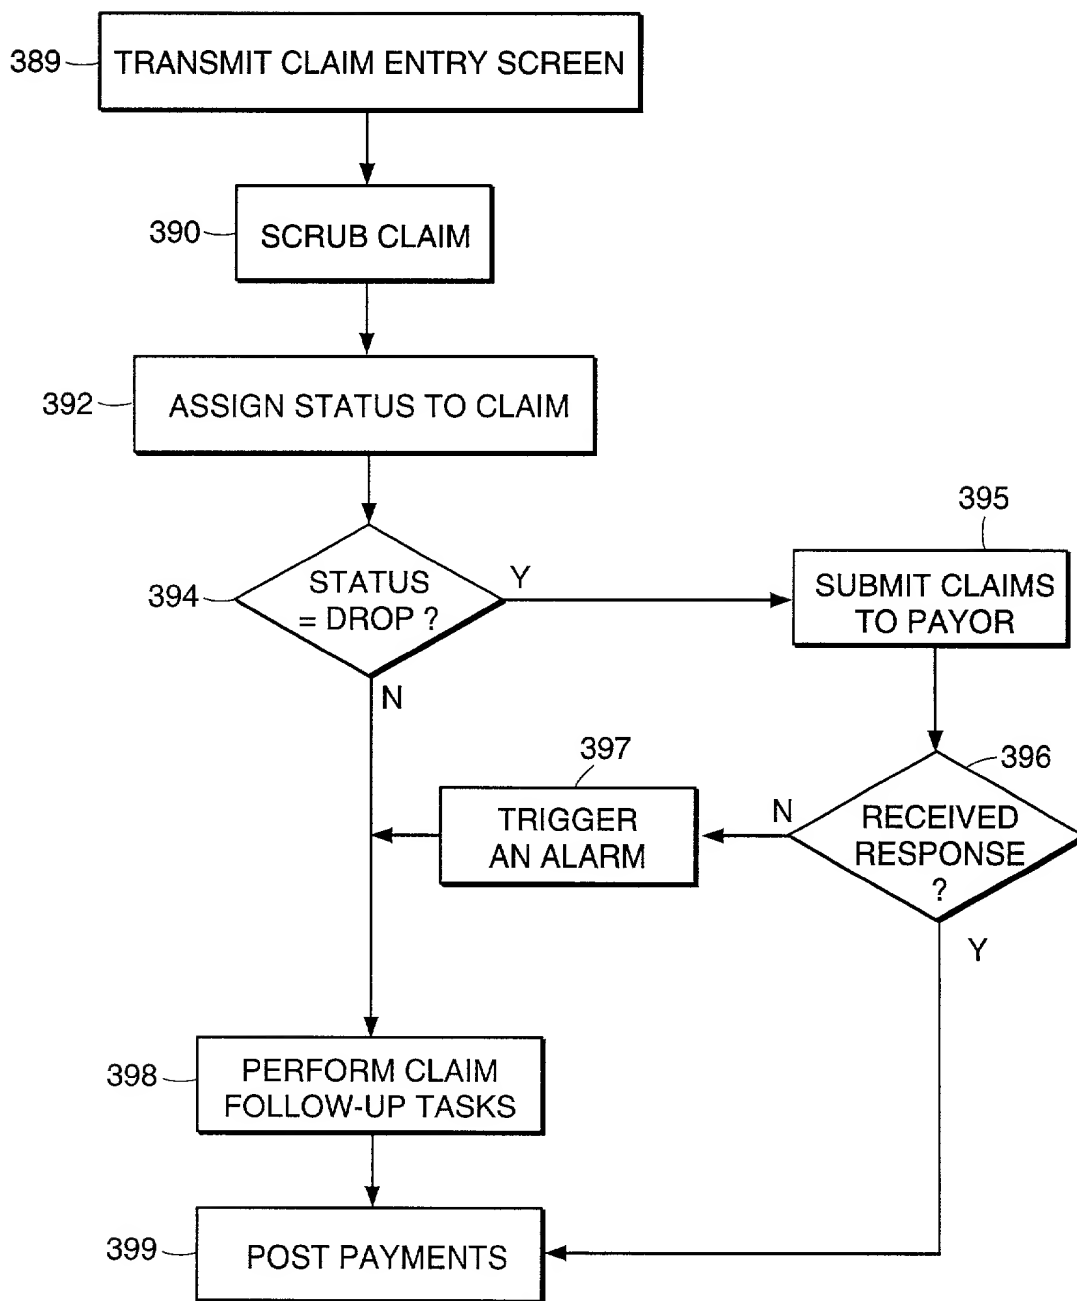 389
TRANSMIT CLAIM ENTRY SCREEN
390
SCRUB CLAIM
392
ASSIGN STATUS TO CLAIM
394
STATUS
= DROP ?
Y
N
395
SUBMIT CLAIMS
TO PAYOR
396
RECEIVED
RESPONSE
?
N
Y
397
TRIGGER
AN ALARM
398
PERFORM CLAIM
FOLLOW-UP TASKS
399
POST PAYMENTS